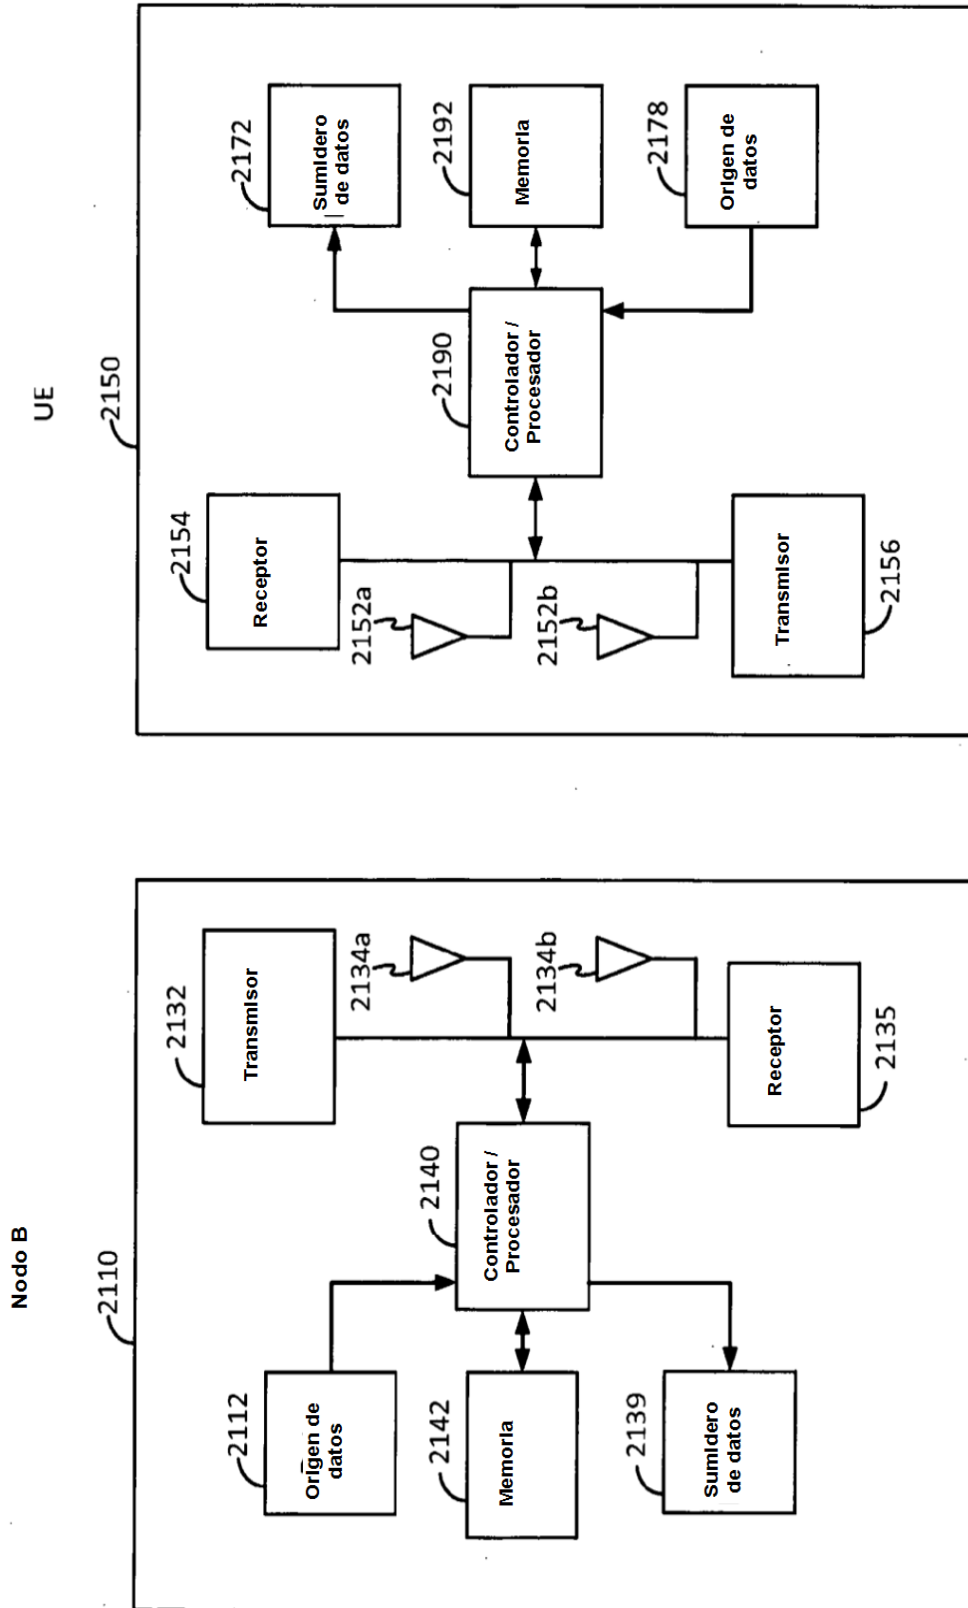 Nodo B
2110
2112
Origen de
datos
2132
Transmisor
2134a
2142
Memoria
2140
Controlador /
Procesador
2134b
2139
Sumidero
de datos
2135
Receptor
UE
2150
2154
Receptor
2172
Sumidero
de datos
2152a
2190
Controlador /
Procesador
2192
Memoria
2152b
2156
Transmisor
2178
Origen de
datos